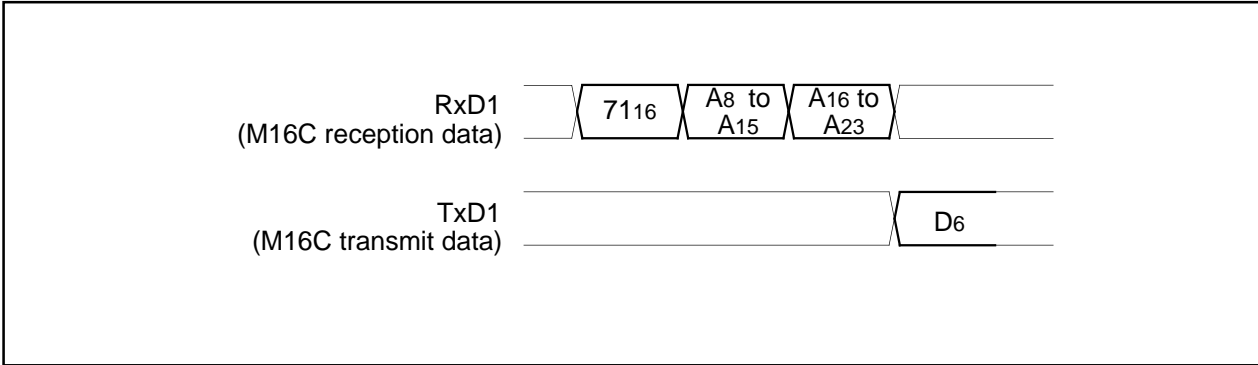 RxD1
(M16C reception data)
7116
A8 to
A15
A16 to
A23
TxD1
(M16C transmit data)
D6